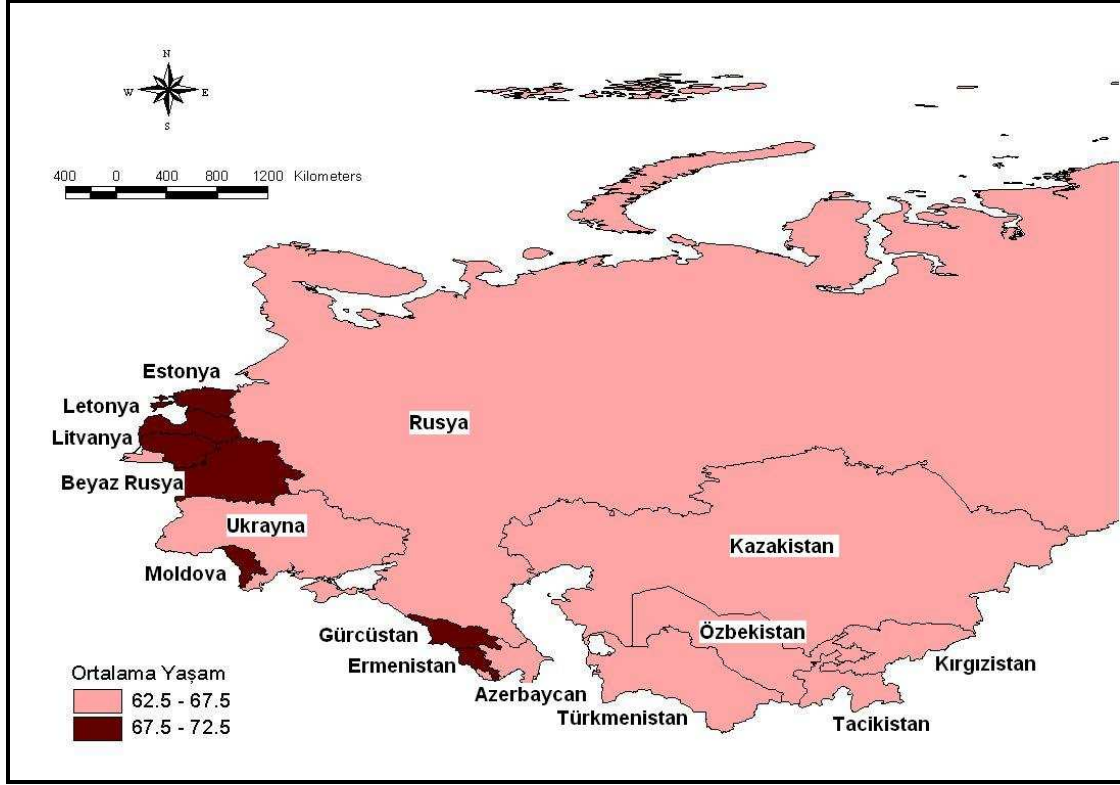 N
W E
S
400 0 400 800 1200 Kilometers
Estonya
Letonya
Litvanya
Rusya
Beyaz Rusya
Ukrayna
Kazakistan
Moldova
Gürcüstan
Özbekistan
Ermenistan
Kırgızistan
Azerbaycan
Türkmenistan
Tacikistan
Ortalama Yaşam
62.5 - 67.5
67.5 - 72.5